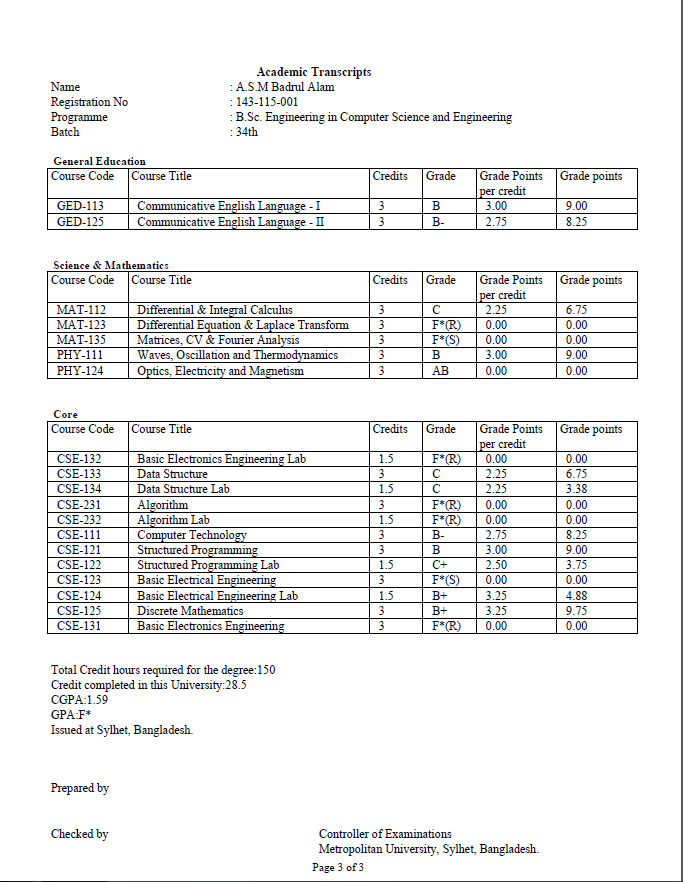 Academic Transcripts
Name : A.S.M Badrul Alam
Registration No : 143-115-001
Programme : B.Sc. Engineering in Computer Science and Engineering
Batch : 34th
General Education
Course Code Course Title Credits Grade Grade Points per credit Grade points
GED-113 Communicative English Language - I 3 B 3.00 9.00
GED-125 Communicative English Language - II 3 B- 2.75 8.25
Science & Mathematics
Course Code Course Title Credits Grade Grade Points per credit Grade points
MAT-112 Differential & Integral Calculus 3 C 2.25 6.75
MAT-123 Differential Equation & Laplace Transform 3 F*(R) 0.00 0.00
MAT-135 Matrices, CV & Fourier Analysis 3 F*(S) 0.00 0.00
PHY-111 Waves, Oscillation and Thermodynamics 3 B 3.00 9.00
PHY-124 Optics, Electricity and Magnetism 3 AB 0.00 0.00
Core
Course Code Course Title Credits Grade Grade Points per credit Grade points
CSE-132 Basic Electronics Engineering Lab 1.5 F*(R) 0.00 0.00
CSE-133 Data Structure 3 C 2.25 6.75
CSE-134 Data Structure Lab 1.5 C 2.25 3.38
CSE-231 Algorithm 3 F*(R) 0.00 0.00
CSE-232 Algorithm Lab 1.5 F*(R) 0.00 0.00
CSE-111 Computer Technology 3 B- 2.75 8.25
CSE-121 Structured Programming 3 B 3.00 9.00
CSE-122 Structured Programming Lab 1.5 C+ 2.50 3.75
CSE-123 Basic Electrical Engineering 3 F*(S) 0.00 0.00
CSE-124 Basic Electrical Engineering Lab 1.5 B+ 3.25 4.88
CSE-125 Discrete Mathematics 3 B+ 3.25 9.75
CSE-131 Basic Electronics Engineering 3 F*(R) 0.00 0.00
Total Credit hours required for the degree:150
Credit completed in this University:28.5
CGPA:1.59
GPA:F*
Issued at Sylhet, Bangladesh.
Prepared by
Checked by Controller of Examinations
Metropolitan University, Sylhet, Bangladesh.
Page 3 of 3